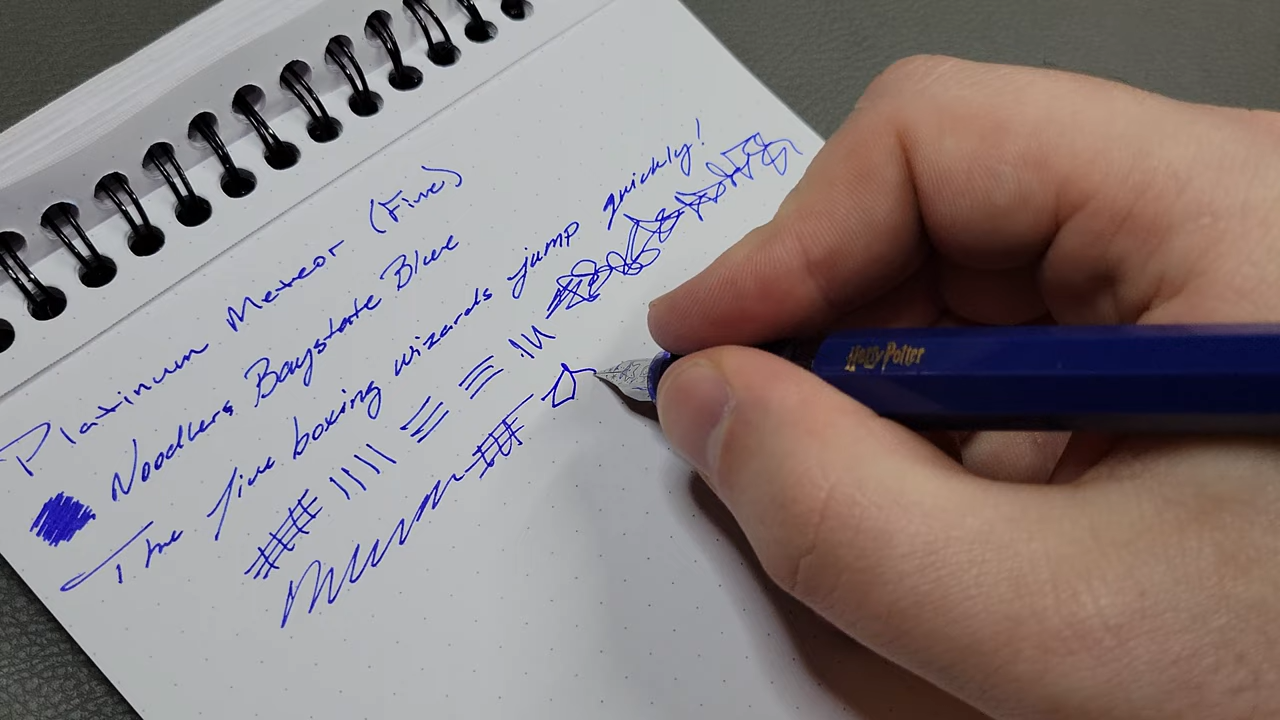 Platinum Meteor (Fine)
Noodlers Baystate Blue
The five boxing wizards jump quickly!
Harry Potter